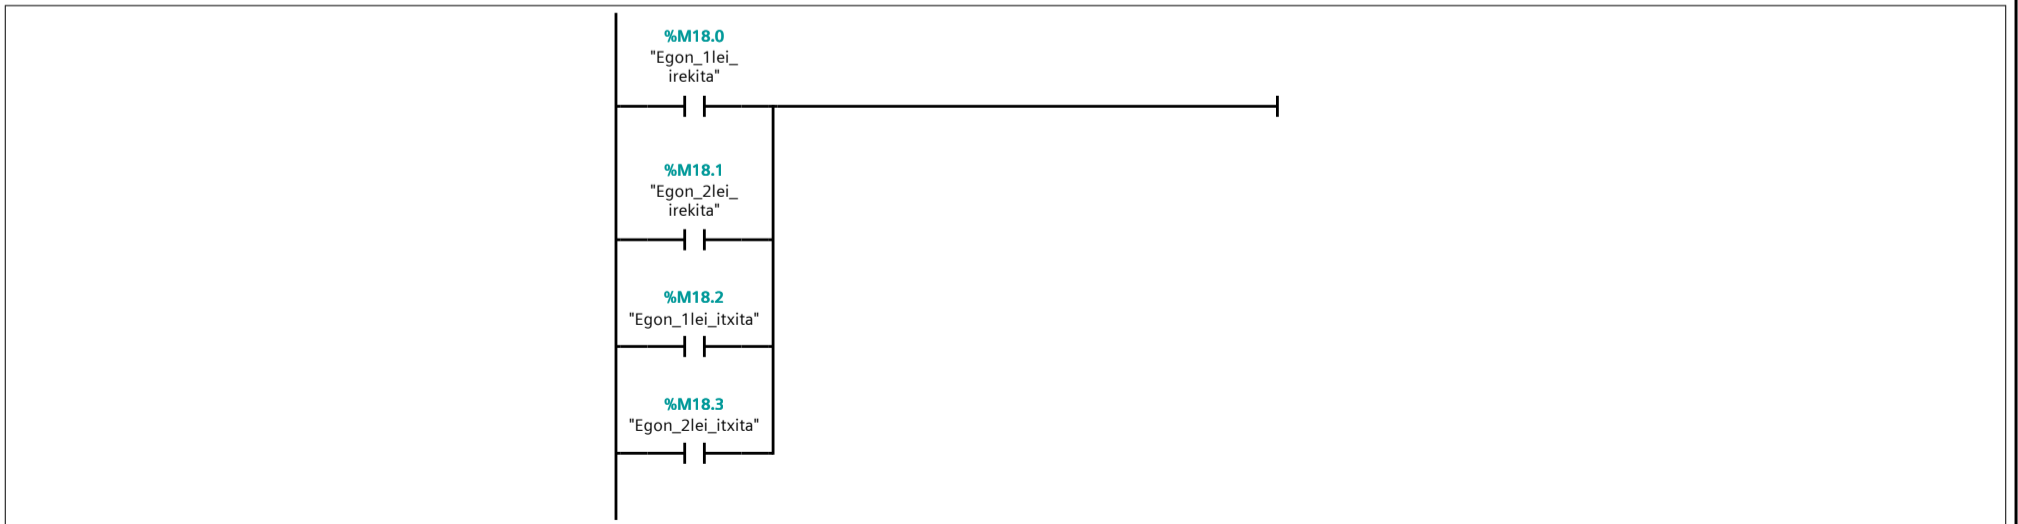 %M18.0
"Egon_1lei_
irekita"
%M18.1
"Egon_2lei_
irekita"
%M18.2
"Egon_1lei_itxita"
%M18.3
"Egon_2lei_itxita"